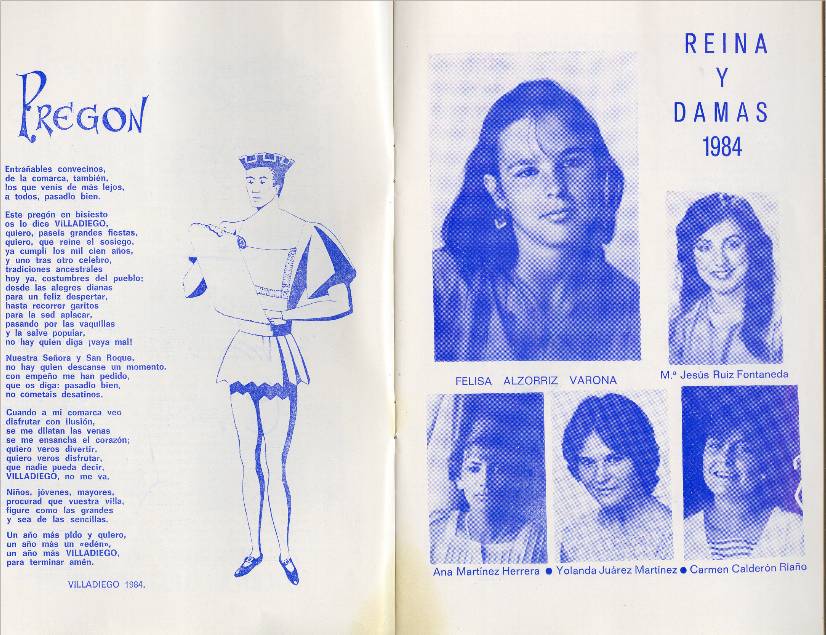 PREGON
Entrañables convecinos,
de la comarca, también,
los que venís de más lejos,
a todos, pasadlo bien.
Este pregón en bisiesto
os lo dice VILLADIEGO,
quiero, paseis grandes fiestas,
quiero, que reine el sosiego.
ya cumplí los mil cien años,
y uno tras otro celebro,
tradiciones ancestrales
hoy ya, costumbres del pueblo:
desde las alegres dianas
para un feliz despertar,
hasta recorrer garitos
para la sed aplacar,
pasando por las vaquillas
y la salve popular,
no hay quien diga ¡vaya mal!
Nuestra Señora y San Roque,
no hay quien descanse un momento.
con empeño me han pedido,
que os diga: pasadlo bien,
no cometais desatinos.
Cuando a mi comarca veo
disfrutar con ilusión,
se me dilatan las venas
se me ensancha el corazón;
quiero veros divertir,
quiero veros disfrutar,
que nadie pueda decir,
VILLADIEGO, no me va.
Niños, jóvenes, mayores,
procurad que vuestra villa,
figure como las grandes
y sea de las sencillas.
Un año más pido y quiero,
un año más un «edén»,
un año más VILLADIEGO,
para terminar amén.
VILLADIEGO 1984.
REINA
Y
DAMAS
1984
FELISA ALZORRIZ VARONA
M.ª Jesús Ruiz Fontaneda
Ana Martínez Herrera ● Yolanda Juárez Martínez ● Carmen Calderón Riaño